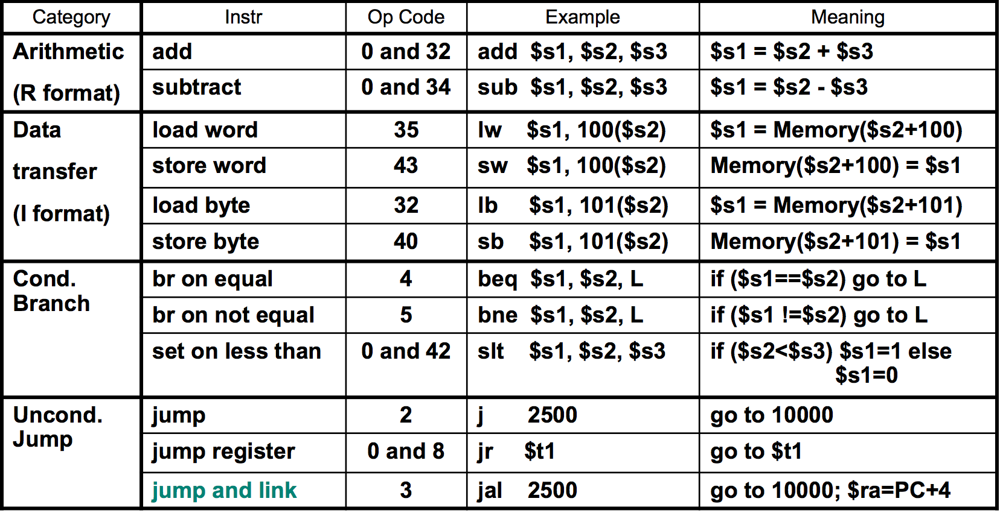 Category Instr Op Code Example Meaning
Arithmetic add 0 and 32 add $s1, $s2, $s3 $s1 = $s2 + $s3
(R format) subtract 0 and 34 sub $s1, $s2, $s3 $s1 = $s2 - $s3
Data load word 35 lw $s1, 100($s2) $s1 = Memory($s2+100)
transfer store word 43 sw $s1, 100($s2) Memory($s2+100) = $s1
(I format) load byte 32 lb $s1, 101($s2) $s1 = Memory($s2+101)
store byte 40 sb $s1, 101($s2) Memory($s2+101) = $s1
Cond. br on equal 4 beq $s1, $s2, L if ($s1==$s2) go to L
Branch br on not equal 5 bne $s1, $s2, L if ($s1 !=$s2) go to L
set on less than 0 and 42 slt $s1, $s2, $s3 if ($s2<$s3) $s1=1 else
$s1=0
Uncond. jump 2 j 2500 go to 10000
Jump jump register 0 and 8 jr $t1 go to $t1
jump and link 3 jal 2500 go to 10000; $ra=PC+4